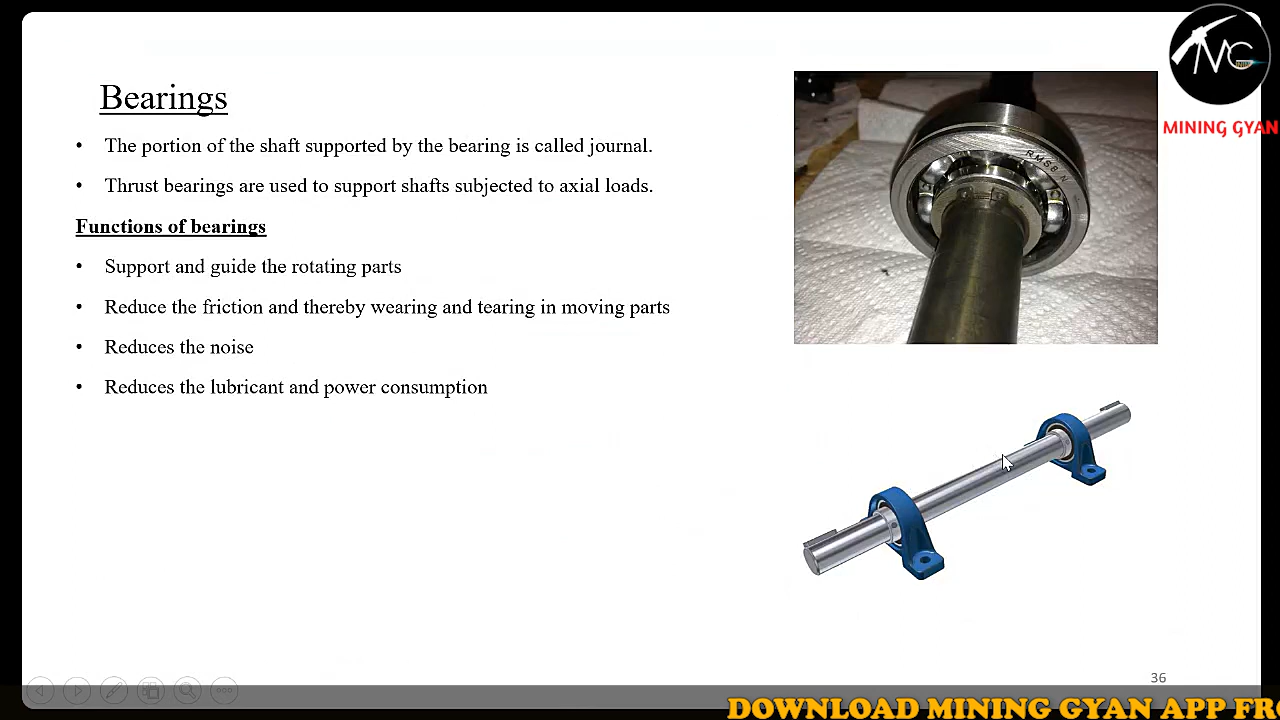 Bearings
• The portion of the shaft supported by the bearing is called journal.
• Thrust bearings are used to support shafts subjected to axial loads.
Functions of bearings
• Support and guide the rotating parts
• Reduce the friction and thereby wearing and tearing in moving parts
• Reduces the noise
• Reduces the lubricant and power consumption
MG
MINING GYAN
36
DOWNLOAD MINING GYAN APP FRO